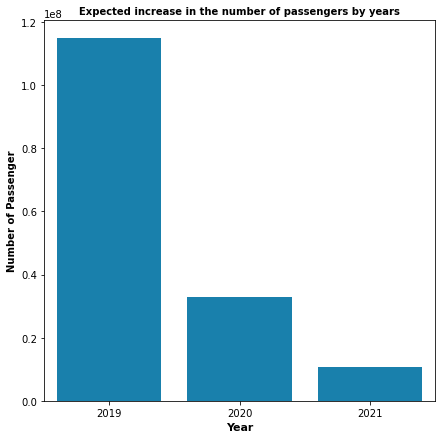 Expected increase in the number of passengers by years
1e8
1.2
1.0
0.8
0.6
0.4
0.2
0.0
Number of Passenger
2019 2020 2021
Year